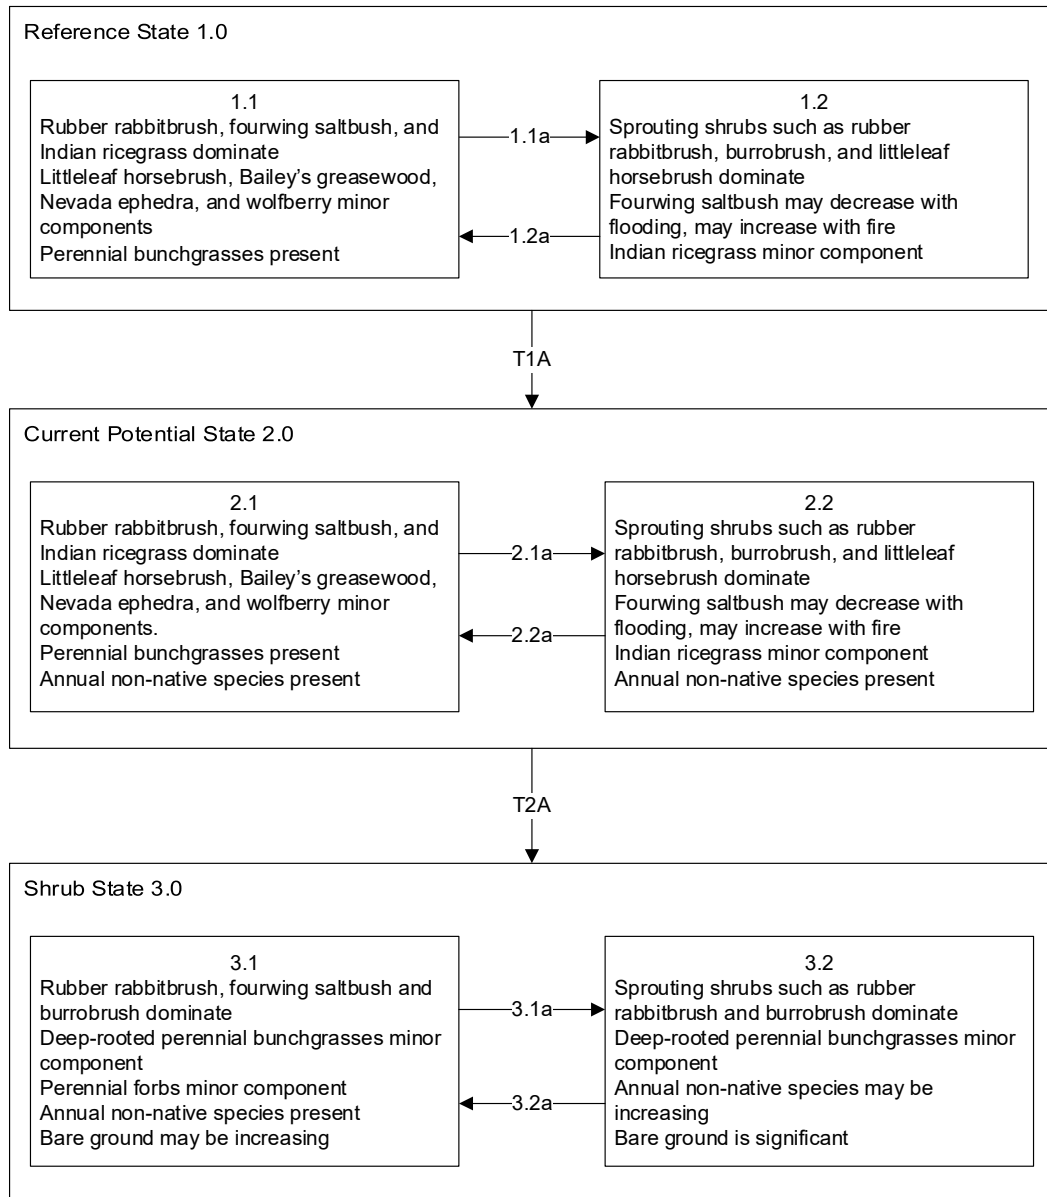 Reference State 1.0
1.1
Rubber rabbitbrush, fourwing saltbush, and
Indian ricegrass dominate
Littleleaf horsebrush, Bailey’s greasewood,
Nevada ephedra, and wolfberry minor
components
Perennial bunchgrasses present
1.1a
1.2a
1.2
Sprouting shrubs such as rubber
rabbitbrush, burrobrush, and littleleaf
horsebrush dominate
Fourwing saltbush may decrease with
flooding, may increase with fire
Indian ricegrass minor component
T1A
Current Potential State 2.0
2.1
Rubber rabbitbrush, fourwing saltbush, and
Indian ricegrass dominate
Littleleaf horsebrush, Bailey’s greasewood,
Nevada ephedra, and wolfberry minor
components.
Perennial bunchgrasses present
Annual non-native species present
2.1a
2.2a
2.2
Sprouting shrubs such as rubber
rabbitbrush, burrobrush, and littleleaf
horsebrush dominate
Fourwing saltbush may decrease with
flooding, may increase with fire
Indian ricegrass minor component
Annual non-native species present
T2A
Shrub State 3.0
3.1
Rubber rabbitbrush, fourwing saltbush and
burrobrush dominate
Deep-rooted perennial bunchgrasses minor
component
Perennial forbs minor component
Annual non-native species present
Bare ground may be increasing
3.1a
3.2a
3.2
Sprouting shrubs such as rubber
rabbitbrush and burrobrush dominate
Deep-rooted perennial bunchgrasses minor
component
Annual non-native species may be
increasing
Bare ground is significant